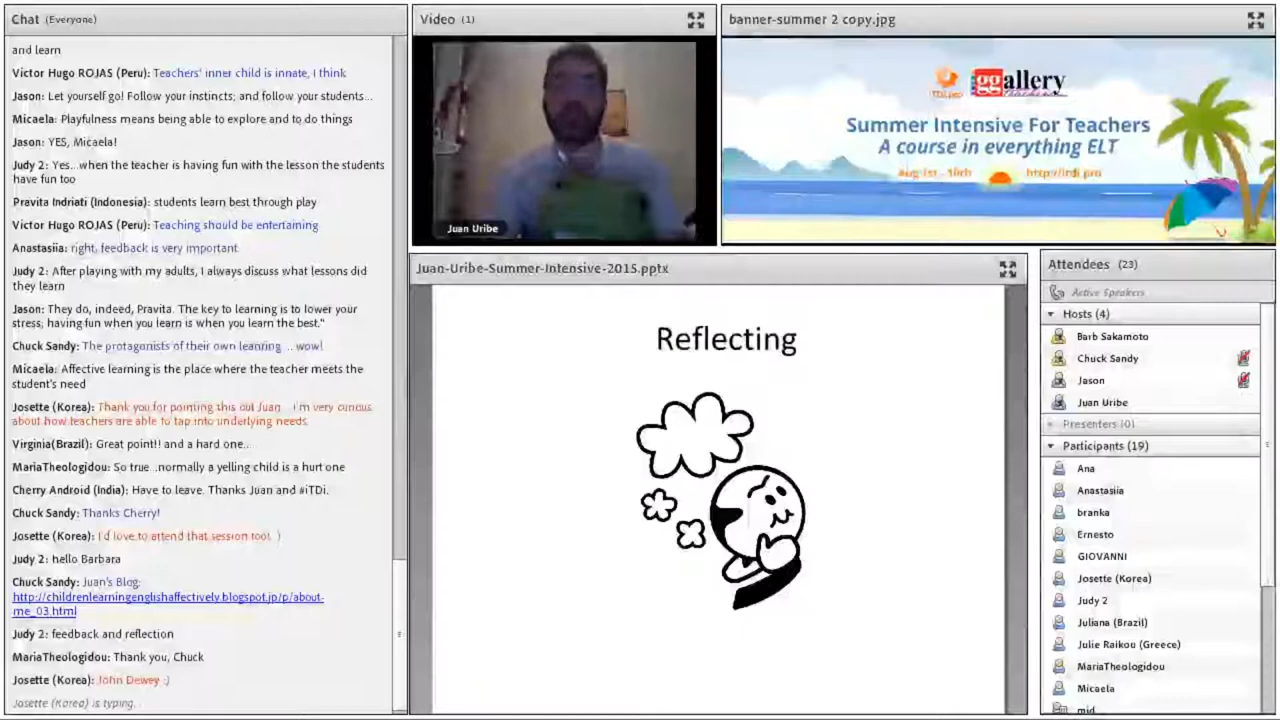 Chat (Everyone)
and learn
Víctor Hugo ROJAS (Peru): Teachers' inner child is innate, I think
Jason: Let yourself go! Follow your instincts; and follow your students...
Micaela: Playfulness means being able to explore and to do things
Jason: YES, Micaela!
Judy 2: Yes...when the teacher is having fun with the lesson the students
have fun too
Pravita Indriati (Indonesia): students learn best through play
Víctor Hugo ROJAS (Peru): Teaching should be entertaining
Anastasiia: right, feedback is very important
Judy 2: After playing with my adults, I always discuss what lessons did
they learn
Jason: They do, indeed, Pravita. The key to learning is to lower your
stress; having fun when you learn is when you learn the best."
Chuck Sandy: The protagonists of their own learning ... wow!
Micaela: Affective learning is the place where the teacher meets the
student's need
Josette (Korea): Thank you for pointing this out Juan... I'm very curious
about how teachers are able to tap into underlying needs.
Virginia(Brazil): Great point!! and a hard one...
MariaTheologidou: So true...normally a yelling child is a hurt one
Cherry Android (India): Have to leave. Thanks Juan and #iTDi.
Chuck Sandy: Thanks Cherry!
Josette (Korea): I'd love to attend that session too! :)
Judy 2: hello Barbara
Chuck Sandy: Juan's Blog:
http://childrenlearningenglishaffectively.blogspot.jp/p/about-
me_03.html
Judy 2: feedback and reflection
MariaTheologidou: Thank you, Chuck
Josette (Korea): John Dewey :)
Josette (Korea) is typing.
Video (1)
Juan Uribe
banner-summer 2 copy.jpg
iTDi.pro
ggallery
teachers
Summer Intensive For Teachers
A course in everything ELT
http://itdi.pro
Juan-Uribe-Summer-Intensive-2015.pptx
Reflecting
Attendees (23)
Active Speakers
Hosts (4)
Barb Sakamoto
Chuck Sandy
Jason
Juan Uribe
Presenters (0)
Participants (19)
Ana
Anastasiia
branka
Ernesto
GIOVANNI
Josette (Korea)
Judy 2
Juliana (Brazil)
Julie Raikou (Greece)
MariaTheologidou
Micaela
mid